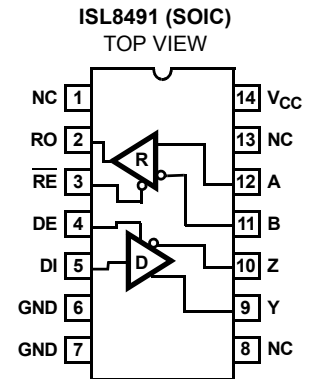 ISL8491 (SOIC)
TOP VIEW
NC 1
14 VCC
RO 2
13 NC
R
RE 3
12 A
DE 4
11 B
DI 5
D
10 Z
GND 6
9 Y
GND 7
8 NC